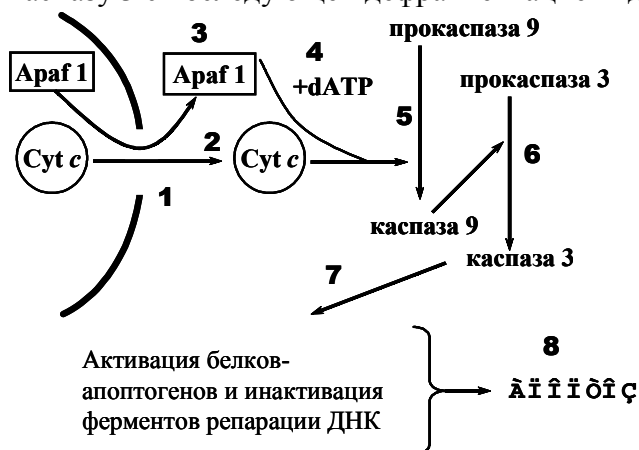 3
4
прокаспаза 9
Apaf 1
Apaf 1
+dATP
прокаспаза 3
5
2
Cyt c
Cyt c
6
1
каспаза 9
каспаза 3
7
Активация белков-
апоптогенов и инактивация
ферментов репарации ДНК
8
ÀÏÎÏÒÎÇ